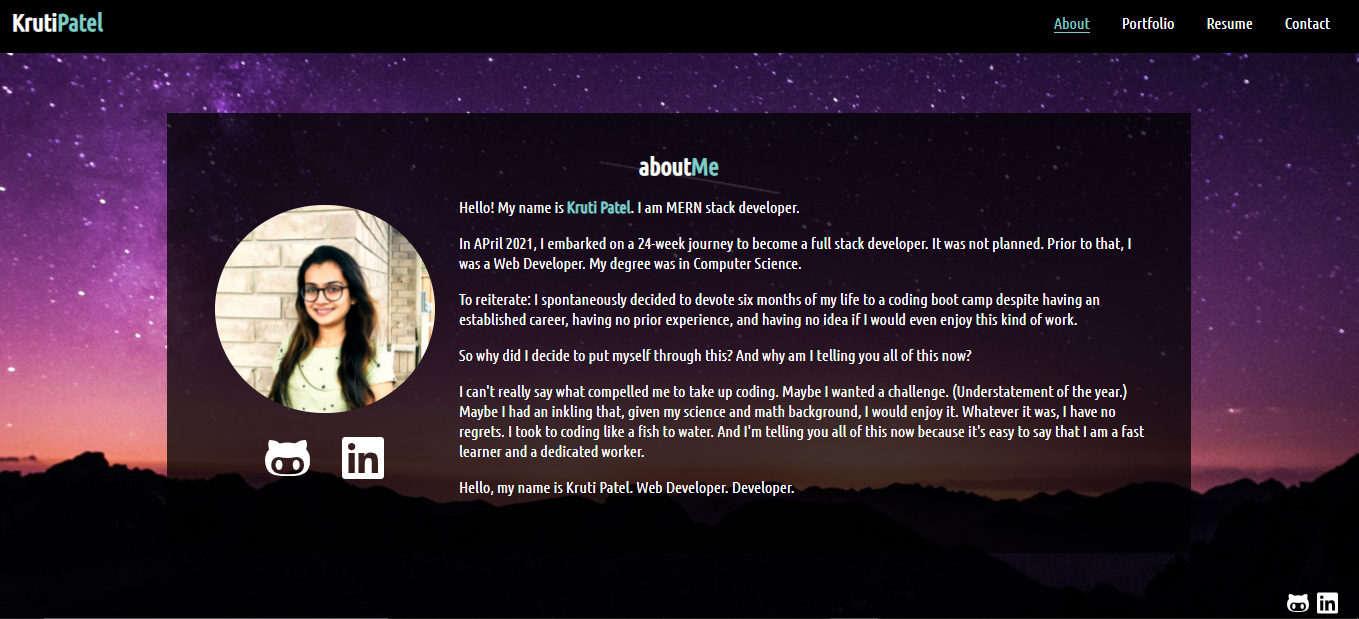 KrutiPatel
About Portfolio Resume Contact
aboutMe
Hello! My name is Kruti Patel. I am MERN stack developer.
In APril 2021, I embarked on a 24-week journey to become a full stack developer. It was not planned. Prior to that, I
was a Web Developer. My degree was in Computer Science.
To reiterate: I spontaneously decided to devote six months of my life to a coding boot camp despite having an
established career, having no prior experience, and having no idea if I would even enjoy this kind of work.
So why did I decide to put myself through this? And why am I telling you all of this now?
I can't really say what compelled me to take up coding. Maybe I wanted a challenge. (Understatement of the year.)
Maybe I had an inkling that, given my science and math background, I would enjoy it. Whatever it was, I have no
regrets. I took to coding like a fish to water. And I'm telling you all of this now because it's easy to say that I am a fast
learner and a dedicated worker.
Hello, my name is Kruti Patel. Web Developer. Developer.
in
in